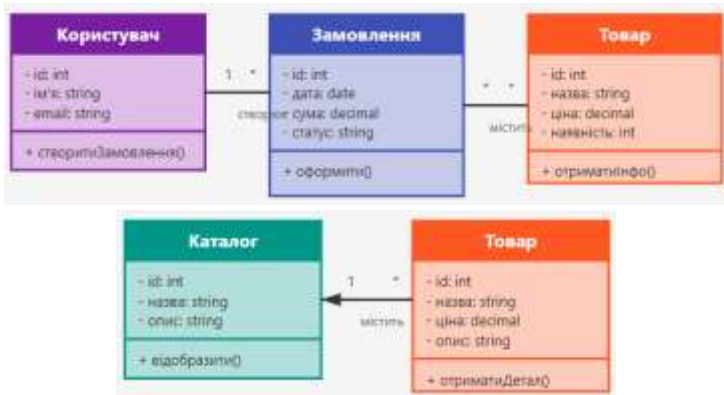 Користувач
- id: int
- ім'я: string
- email: string
+ створитиЗамовлення()
1 *
створює
Замовлення
- id: int
- дата: date
- сума: decimal
- статус: string
+ оформити()
* *
містить
Товар
- id: int
- назва: string
- ціна: decimal
- наявність: int
+ отриматиІнфо()
Каталог
- id: int
- назва: string
- опис: string
+ відобразити()
1 *
містить
Товар
- id: int
- назва: string
- ціна: decimal
- опис: string
+ отриматиДетал()